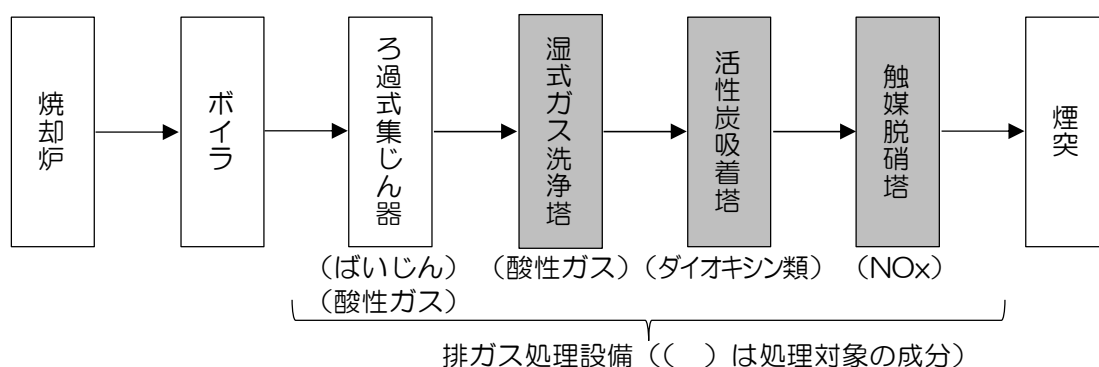 焼却炉
ボイラ
ろ過式集じん器
湿式ガス洗浄塔
活性炭吸着塔
触媒脱硝塔
煙突
（ばいじん）
（酸性ガス）
（酸性ガス）
（ダイオキシン類）
（NOx）
排ガス処理設備（（　）は処理対象の成分）